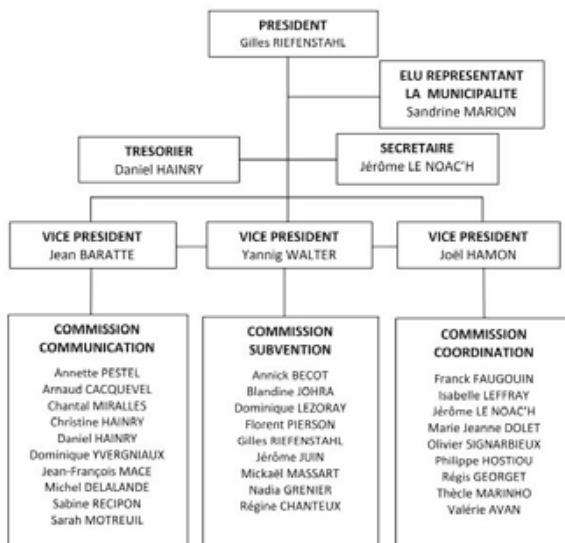 PRESIDENT
Gilles RIEFENSTAHL
ELU REPRESENTANT
LA MUNICIPALITE
Sandrine MARION
TRESORIER
Daniel HAINRY
SECRETAIRE
Jérôme LE NOAC'H
VICE PRESIDENT
Jean BARATTE
VICE PRESIDENT
Yannig WALTER
VICE PRESIDENT
Joël HAMON
COMMISSION
COMMUNICATION
Annette PESTEL
Arnaud CACQUEVEL
Chantal MIRALLES
Christine HAINRY
Daniel HAINRY
Dominique YVERGNIAUX
Jean-François MACE
Michel DELALANDE
Sabine RECIPON
Sarah MOTREUIL
COMMISSION
SUBVENTION
Annick BECOT
Blandine JOHRA
Dominique LEZORAY
Florent PIERSON
Gilles RIEFENSTAHL
Jérôme JUIN
Mickaël MASSART
Nadia GRENIER
Régine CHANTEUX
COMMISSION
COORDINATION
Franck FAUGOUIN
Isabelle LEFFRAY
Jérôme LE NOAC'H
Marie Jeanne DOLET
Olivier SIGNARBIEUX
Philippe HOSTIOU
Régis GEORGET
Thècle MARINHO
Valérie AVAN